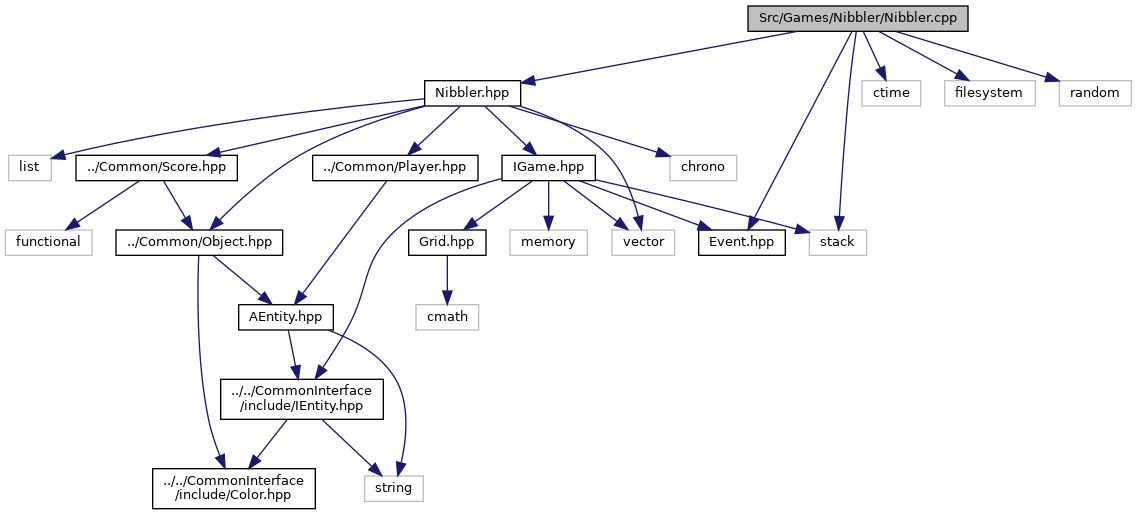 Src/Games/Nibbler/Nibbler.cpp
Nibbler.hpp
ctime
filesystem
random
list
../Common/Score.hpp
../Common/Player.hpp
IGame.hpp
chrono
functional
../Common/Object.hpp
Grid.hpp
memory
vector
Event.hpp
stack
AEntity.hpp
cmath
../../CommonInterface
/include/IEntity.hpp
../../CommonInterface
/include/Color.hpp
string